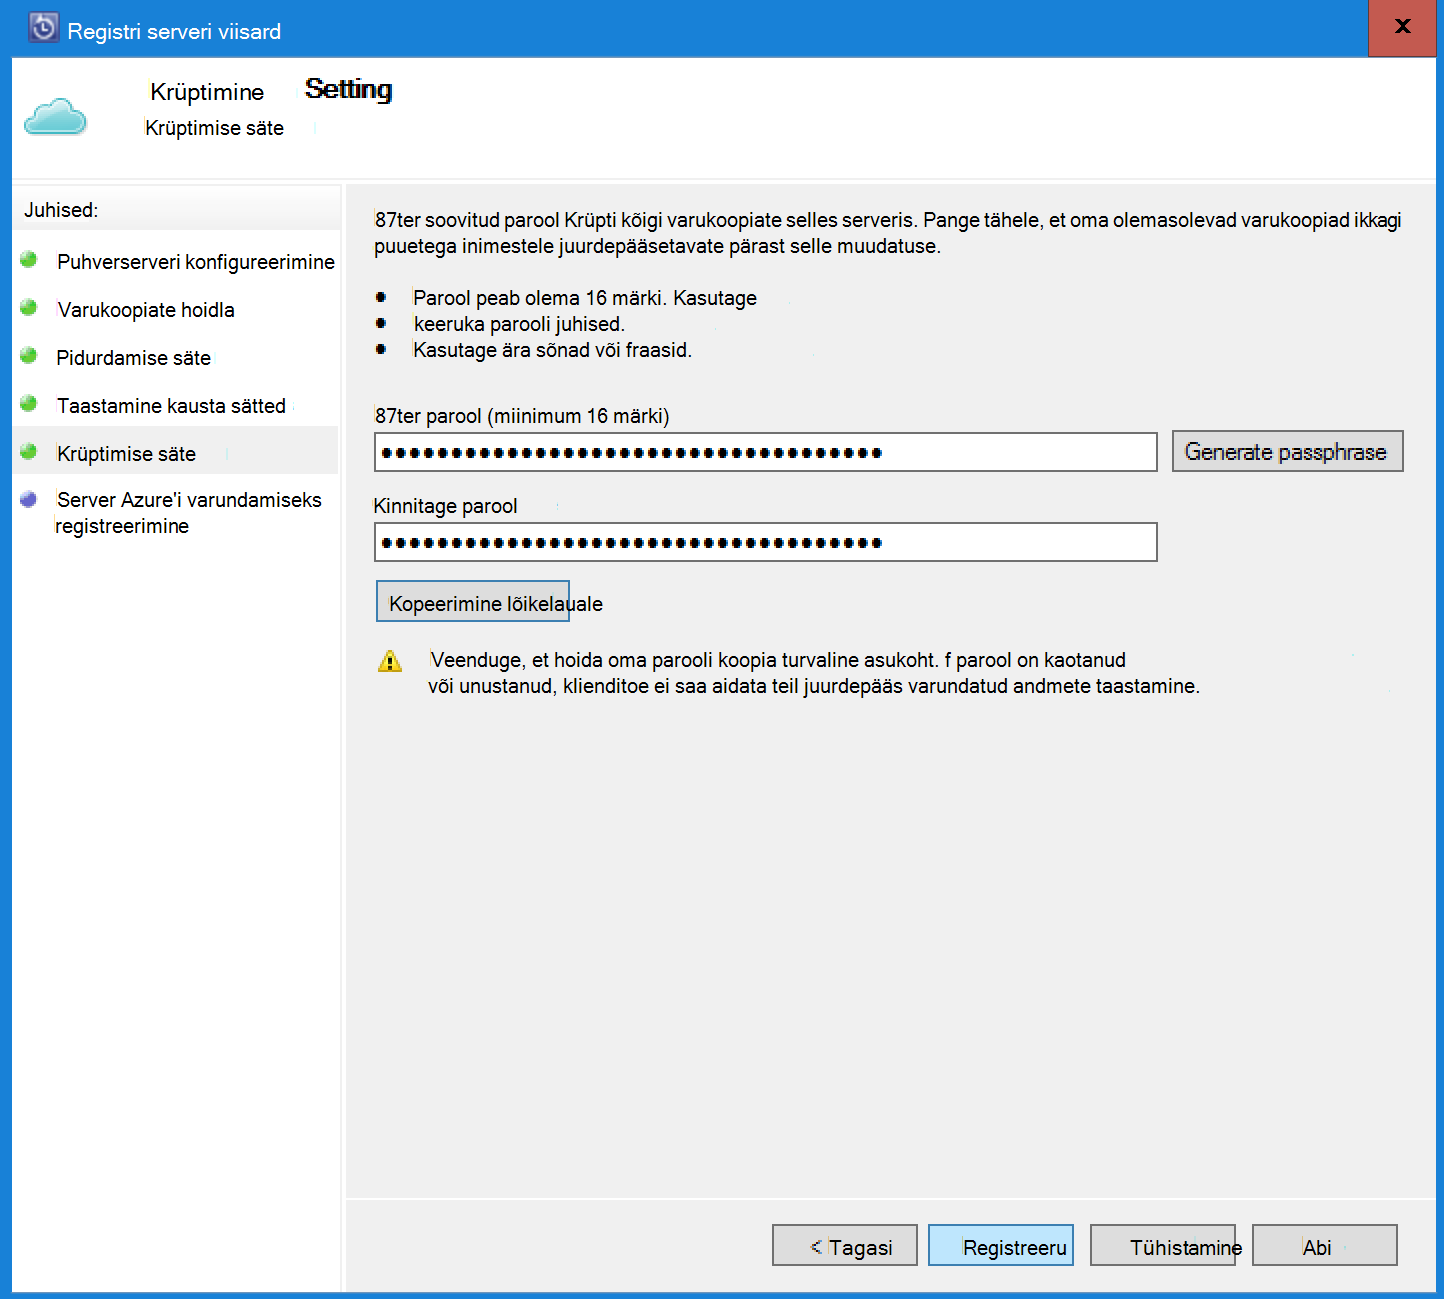 Registri serveri viisard
x
Krüptimine Setting
Krüptimise säte
Juhised:
Puhverserveri konfigureerimine
Varukoopiate hoidla
Pidurdamise säte
Taastamine kausta sätted
Krüptimise säte
Server Azure'i varundamiseks
registreerimine
87ter soovitud parool Krüpti kõigi varukoopiate selles serveris. Pange tähele, et oma olemasolevad varukoopiad ikkagi
puuetega inimestele juurdepääsetavate pärast selle muudatuse.
● Parool peab olema 16 märki. Kasutage
● keeruka parooli juhised.
● Kasutage ära sõnad või fraasid.
87ter parool (miinimum 16 märki)
Generate passphrase
Kinnitage parool
Kopeerimine lõikelauale
Veenduge, et hoida oma parooli koopia turvaline asukoht. f parool on kaotanud
või unustanud, klienditoe ei saa aidata teil juurdepääs varundatud andmete taastamine.
< Tagasi
Registreeru
Tühistamine
Abi